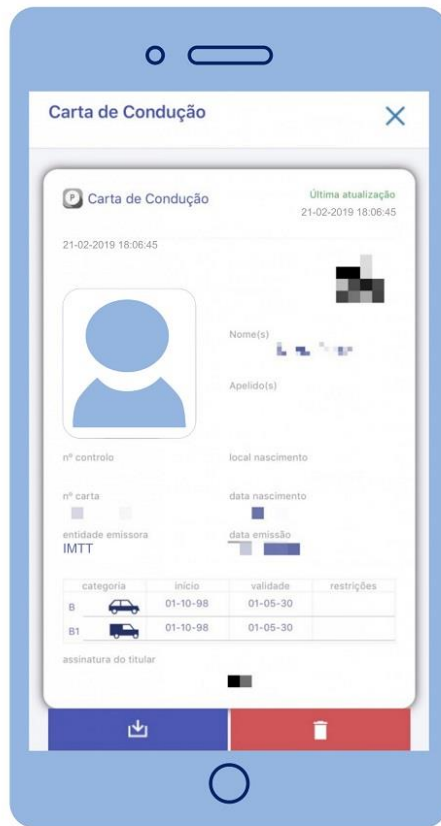 Carta de Condução
P Carta de Condução
Última atualização
21-02-2019 18:06:45
21-02-2019 18:06:45
Nome(s)
Apelido(s)
nº controlo local nascimento
nº carta data nascimento
entidade emissora data emissão
IMTT
categoria início validade restrições
B 01-10-98 01-05-30
B1 01-10-98 01-05-30
assinatura do titular